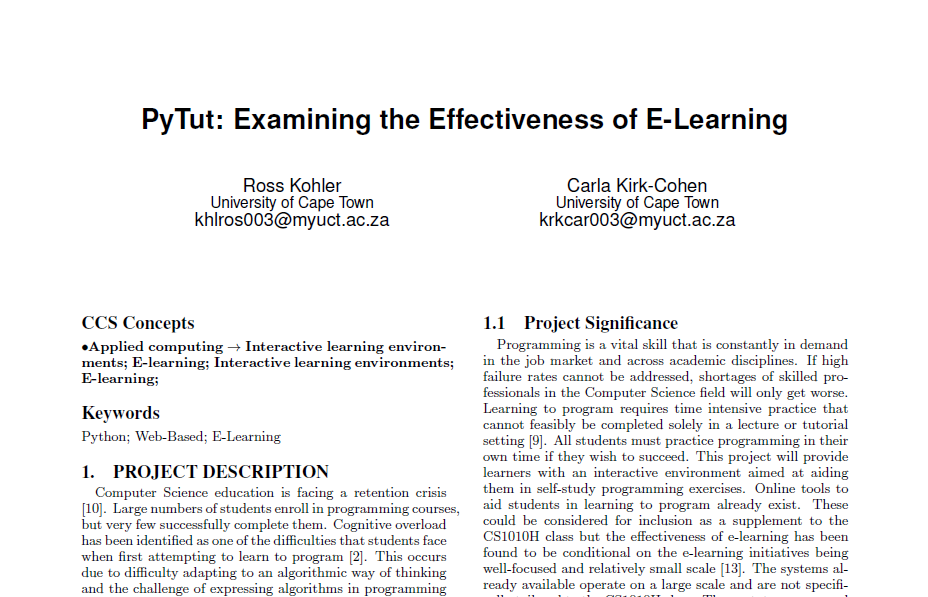 PyTut: Examining the Effectiveness of E-Learning
Ross Kohler
University of Cape Town
khlros003@myuct.ac.za
Carla Kirk-Cohen
University of Cape Town
krkcar003@myuct.ac.za
CCS Concepts
•Applied computing → Interactive learning environ-
ments; E-learning; Interactive learning environments;
E-learning;
Keywords
Python; Web-Based; E-Learning
1. PROJECT DESCRIPTION
Computer Science education is facing a retention crisis
[10]. Large numbers of students enroll in programming courses,
but very few successfully complete them. Cognitive overload
has been identified as one of the difficulties that students face
when first attempting to learn to program [2]. This occurs
due to difficulty adapting to an algorithmic way of thinking
and the challenge of expressing algorithms in programming
1.1 Project Significance
Programming is a vital skill that is constantly in demand
in the job market and across academic disciplines. If high
failure rates cannot be addressed, shortages of skilled pro-
fessionals in the Computer Science field will only get worse.
Learning to program requires time intensive practice that
cannot feasibly be completed solely in a lecture or tutorial
setting [9]. All students must practice programming in their
own time if they wish to succeed. This project will provide
learners with an interactive environment aimed at aiding
them in self-study programming exercises. Online tools to
aid students in learning to program already exist. These
could be considered for inclusion as a supplement to the
CS1010H class but the effectiveness of e-learning has been
found to be conditional on the e-learning initiatives being
well-focused and relatively small scale [13]. The systems al-
ready available operate on a large scale and are not specifi-